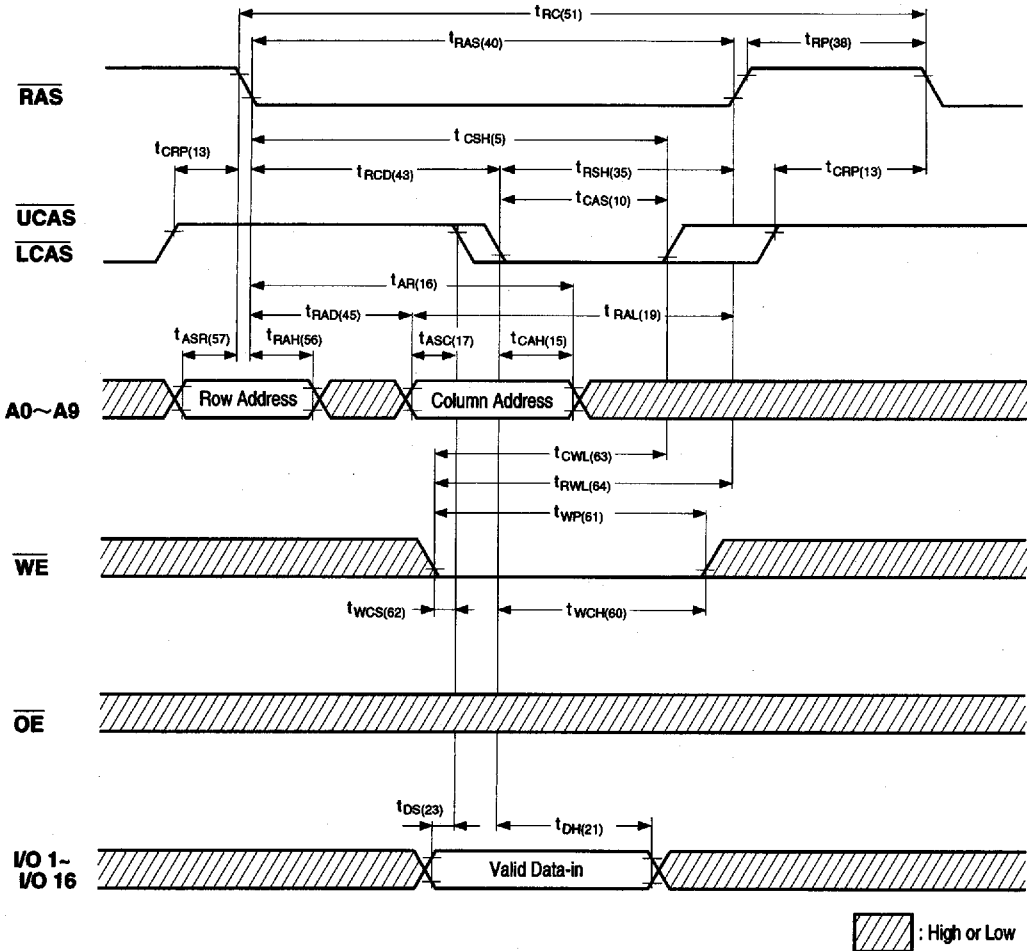 tRC(51)
tRAS(40)
tRP(38)
RAS
tCSH(5)
tCRP(13)
tRCD(43)
tRSH(35)
tCRP(13)
tCAS(10)
UCAS
LCAS
tAR(16)
tRAD(45)
tRAL(19)
tASR(57)
tRAH(56)
tASC(17)
tCAH(15)
A0~A9
Row Address
Column Address
tCWL(63)
tRWL(64)
tWP(61)
WE
tWCS(62)
tWCH(60)
OE
tDS(23)
tDH(21)
I/O 1~
I/O 16
Valid Data-in
: High or Low